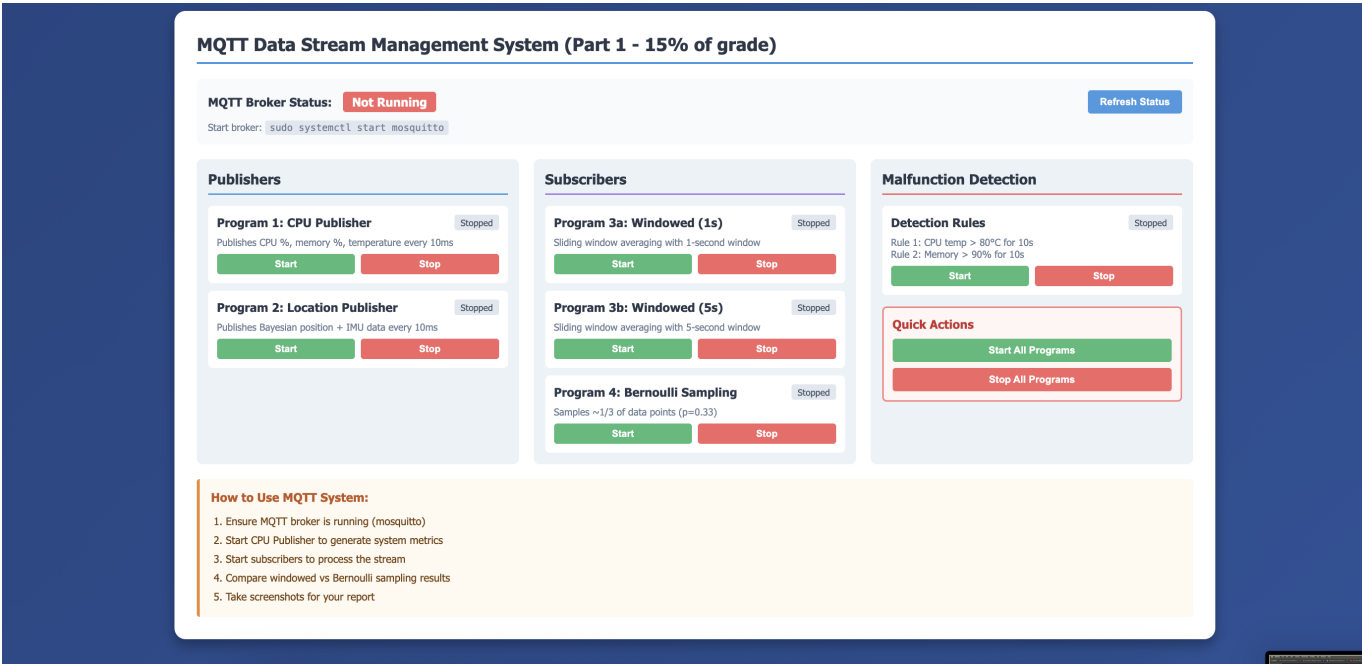 MQTT Data Stream Management System (Part 1 - 15% of grade)
MQTT Broker Status: Not Running
Refresh Status
Start broker: sudo systemctl start mosquitto
Publishers
Program 1: CPU Publisher Stopped
Publishes CPU %, memory %, temperature every 10ms
Start Stop
Program 2: Location Publisher Stopped
Publishes Bayesian position + IMU data every 10ms
Start Stop
Subscribers
Program 3a: Windowed (1s) Stopped
Sliding window averaging with 1-second window
Start Stop
Program 3b: Windowed (5s) Stopped
Sliding window averaging with 5-second window
Start Stop
Program 4: Bernoulli Sampling Stopped
Samples ~1/3 of data points (p=0.33)
Start Stop
Malfunction Detection
Detection Rules Stopped
Rule 1: CPU temp > 80°C for 10s
Rule 2: Memory > 90% for 10s
Start Stop
Quick Actions
Start All Programs
Stop All Programs
How to Use MQTT System:
1. Ensure MQTT broker is running (mosquitto)
2. Start CPU Publisher to generate system metrics
3. Start subscribers to process the stream
4. Compare windowed vs Bernoulli sampling results
5. Take screenshots for your report